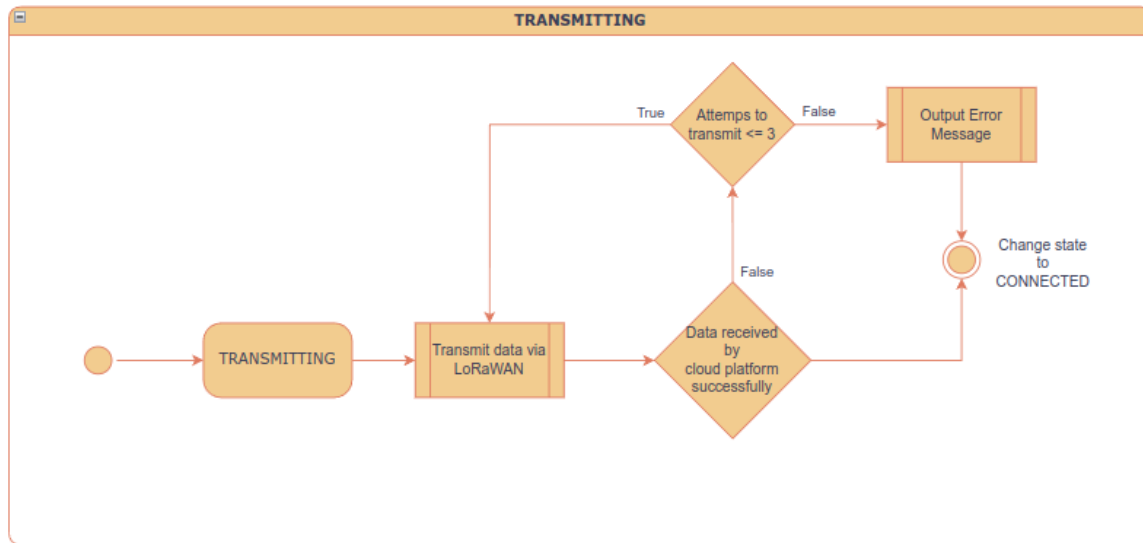 TRANSMITTING
True
Attemps to
transmit <= 3
False
Output Error
Message
Change state
to
CONNECTED
False
TRANSMITTING
Transmit data via
LoRaWAN
Data received
by
cloud platform
successfully